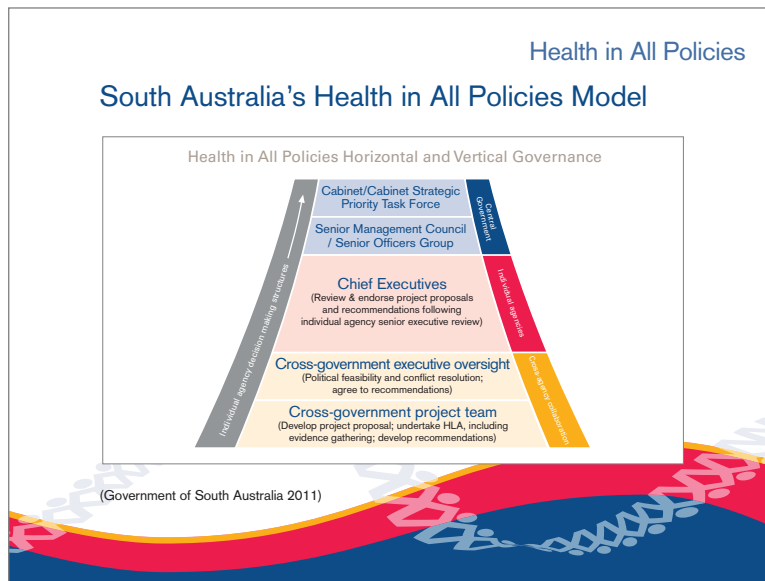 Health in All Policies
South Australia's Health in All Policies Model
Health in All Policies Horizontal and Vertical Governance
Individual agency decision making structures
Cabinet/Cabinet Strategic
Priority Task Force
Senior Management Council
/ Senior Officers Group
Central
Government
Chief Executives
(Review & endorse project proposals
and recommendations following
individual agency senior executive review)
Individual agencies
Cross-government executive oversight
(Political feasibility and conflict resolution;
agree to recommendations)
Cross-government project team
(Develop project proposal; undertake HLA, including
evidence gathering; develop recommendations)
Cross-agency collaboration
(Government of South Australia 2011)